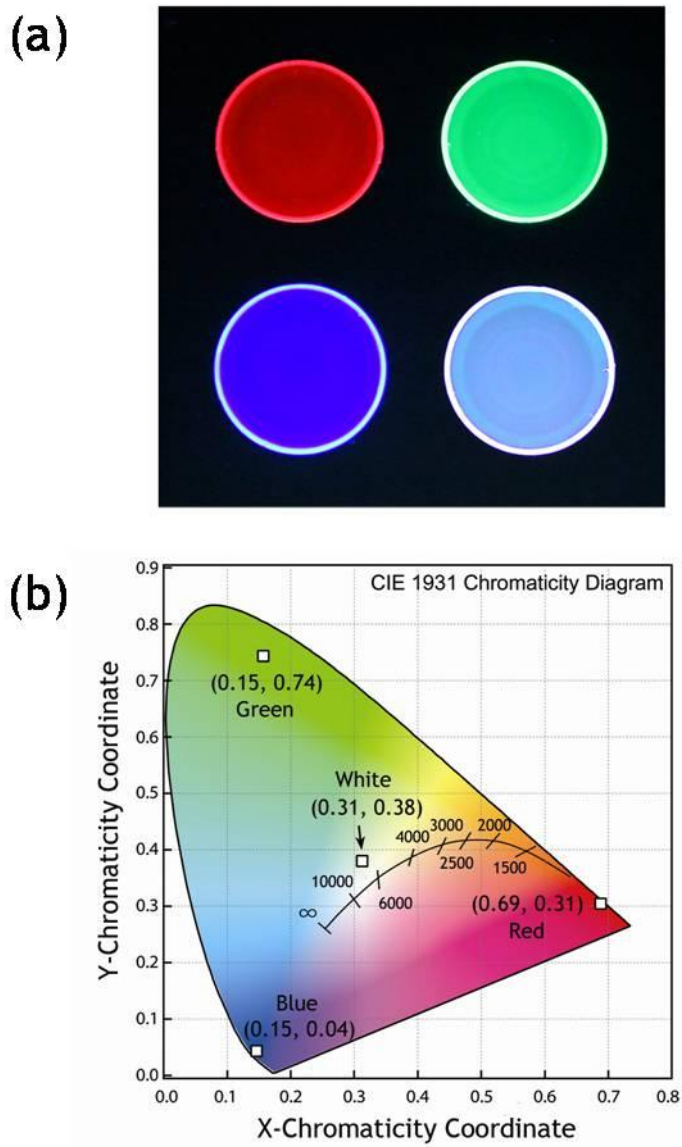 (a)
(b)
CIE 1931 Chromaticity Diagram
Y-Chromaticity Coordinate
0.9
0.8
0.7
0.6
0.5
0.4
0.3
0.2
0.1
0.0
(0.15, 0.74)
Green
White
(0.31, 0.38)
4000
3000
2000
2500
1500
10000
6000
∞
(0.69, 0.31)
Red
Blue
(0.15, 0.04)
0.0 0.1 0.2 0.3 0.4 0.5 0.6 0.7 0.8
X-Chromaticity Coordinate